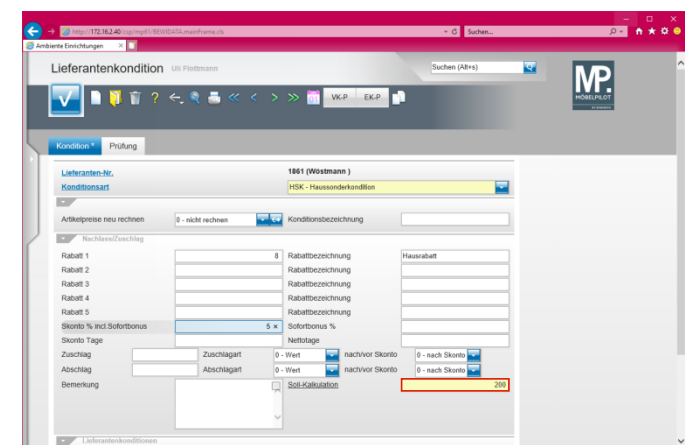 http://172.16.2.40/csp/mp61/BEWIDATA.mainFrame.cls
Suchen...
Ambiente Einrichtungen
Lieferantenkondition Uli Flottmann
Suchen (Alt+s)
MP.
MÖBELPILOT
VK-P EK-P
Kondition * Prüfung
Lieferanten-Nr. 1861 (Wöstmann )
Konditionsart HSK - Haussonderkondition
Artikelpreise neu rechnen 0 - nicht rechnen Konditionsbezeichnung
Nachlass/Zuschlag
Rabatt 1 8 Rabattbezeichnung Hausrabatt
Rabatt 2 Rabattbezeichnung
Rabatt 3 Rabattbezeichnung
Rabatt 4 Rabattbezeichnung
Rabatt 5 Rabattbezeichnung
Skonto % incl.Sofortbonus 5 × Sofortbonus %
Skonto Tage Nettotage
Zuschlag Zuschlagart 0 - Wert nach/vor Skonto 0 - nach Skonto
Abschlag Abschlagart 0 - Wert nach/vor Skonto 0 - nach Skonto
Bemerkung Soll-Kalkulation 200
Lieferantenkonditionen